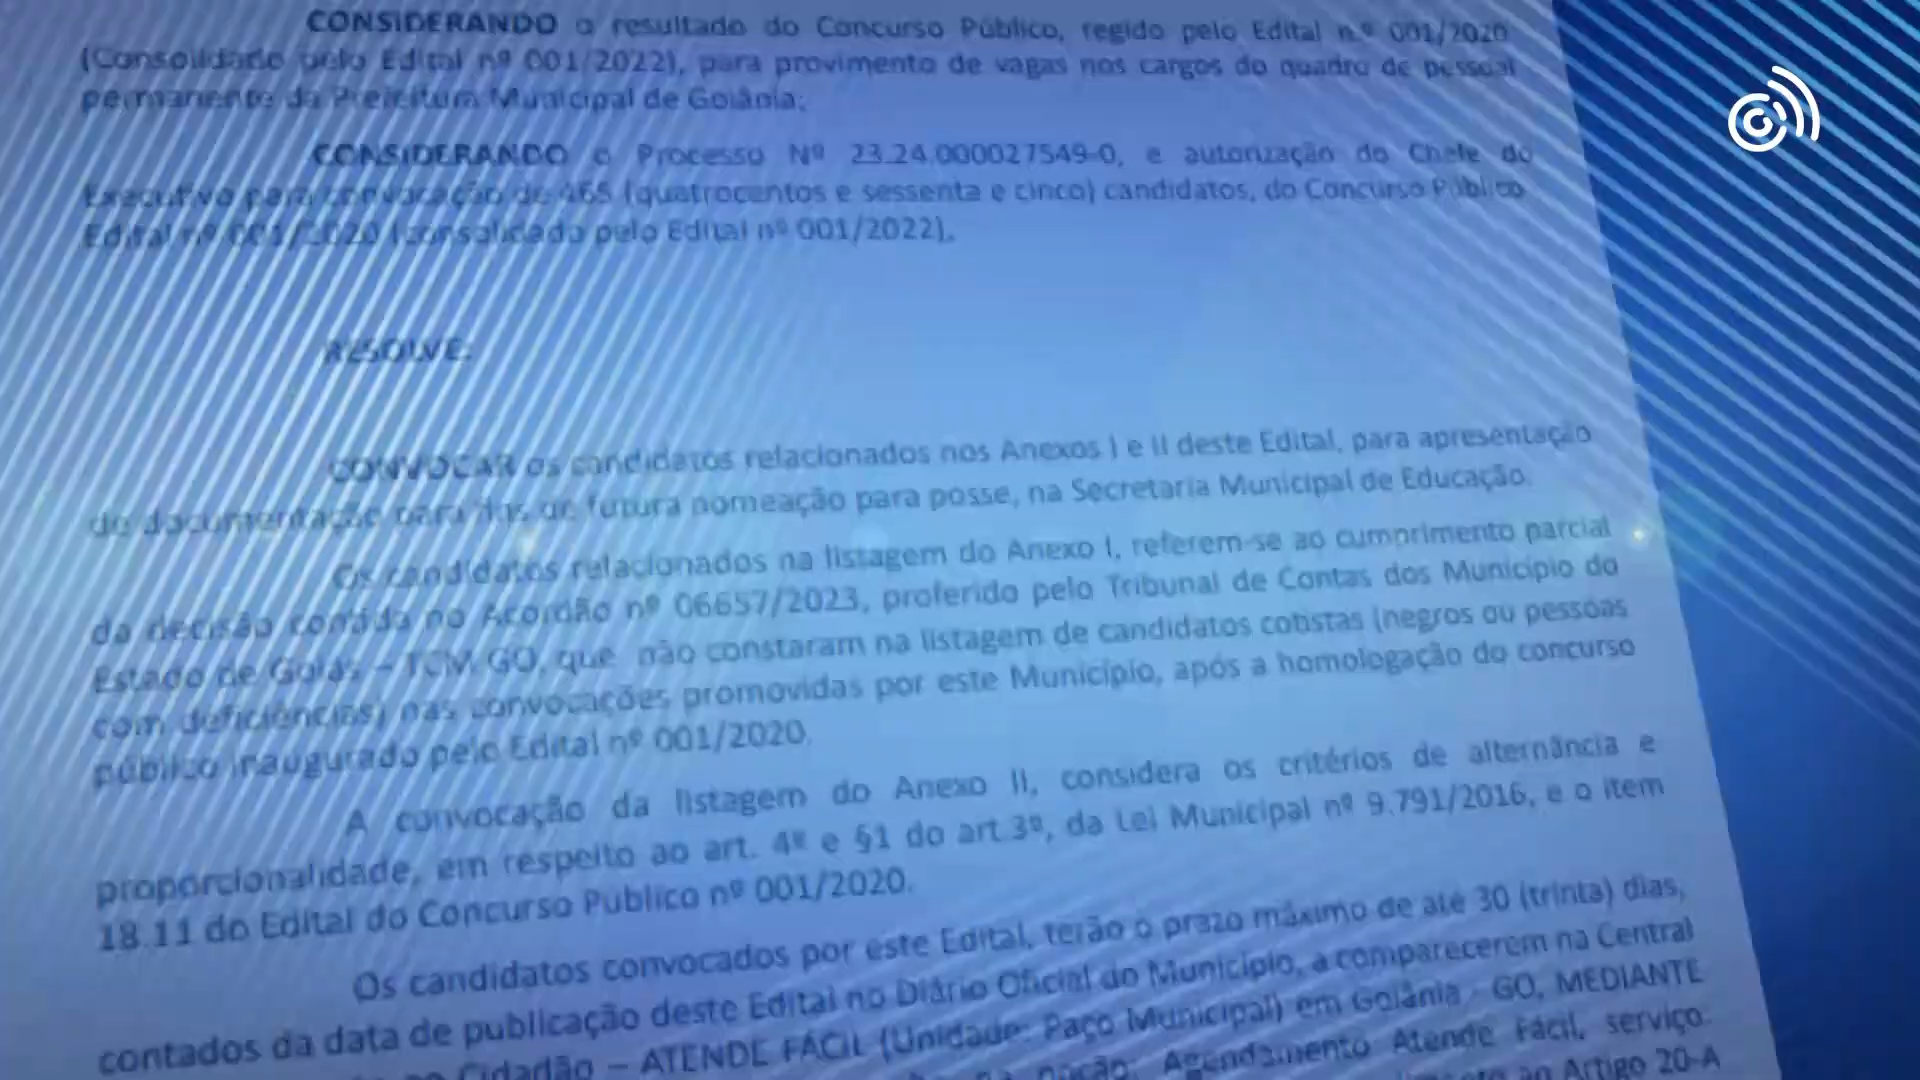 CONSIDERANDO o resultado do Concurso Público, regido pelo Edital n.º 001/2020
(Consolidado pelo Edital nº 001/2022), para provimento de vagas nos cargos do quadro de pessoal
permanente da Prefeitura Municipal de Goiânia;
CONSIDERANDO o Processo Nº 23.24.000027549-0, e autorização do Chefe do
Executivo para convocação de 465 (quatrocentos e sessenta e cinco) candidatos, do Concurso Público
Edital nº 001/2020 (consolidado pelo Edital nº 001/2022),
RESOLVE:
CONVOCAR os candidatos relacionados nos Anexos I e II deste Edital, para apresentação
de documentação para fins de futura nomeação para posse, na Secretaria Municipal de Educação.
Os candidatos relacionados na listagem do Anexo I, referem-se ao cumprimento parcial
da decisão contida no Acordão nº 06657/2023, proferido pelo Tribunal de Contas dos Município do
Estado de Goiás – TCM GO, que não constaram na listagem de candidatos cotistas (negros ou pessoas
com deficiências) nas convocações promovidas por este Município, após a homologação do concurso
público inaugurado pelo Edital nº 001/2020.
A convocação da listagem do Anexo II, considera os critérios de alternância e
proporcionalidade, em respeito ao art. 4º e §1 do art.3º, da Lei Municipal nº 9.791/2016, e o item
18.11 do Edital do Concurso Público nº 001/2020.
Os candidatos convocados por este Edital, terão o prazo máximo de até 30 (trinta) dias,
contados da data de publicação deste Edital no Diário Oficial do Município, a comparecerem na Central
Cidadão – ATENDE FÁCIL (Unidade: Paço Municipal) em Goiânia - GO, MEDIANTE
opção: Agendamento Atende Fácil, serviço:
ao Artigo 20-A